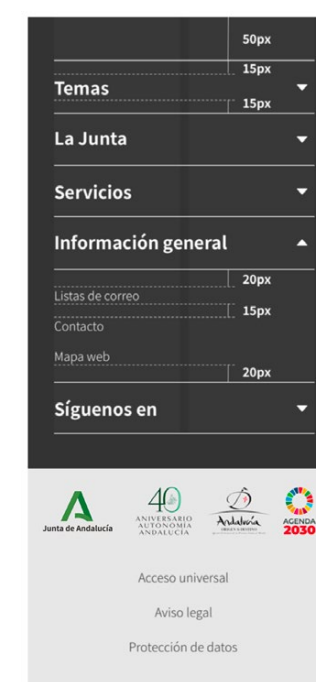 50px
15px
Temas
15px
La Junta
Servicios
Información general
20px
Listas de correo
15px
Contacto
Mapa web
20px
Síguenos en
Junta de Andalucía
40
ANIVERSARIO
AUTONOMÍA
ANDALUCÍA
Andalucía
AGENDA
2030
Acceso universal
Aviso legal
Protección de datos